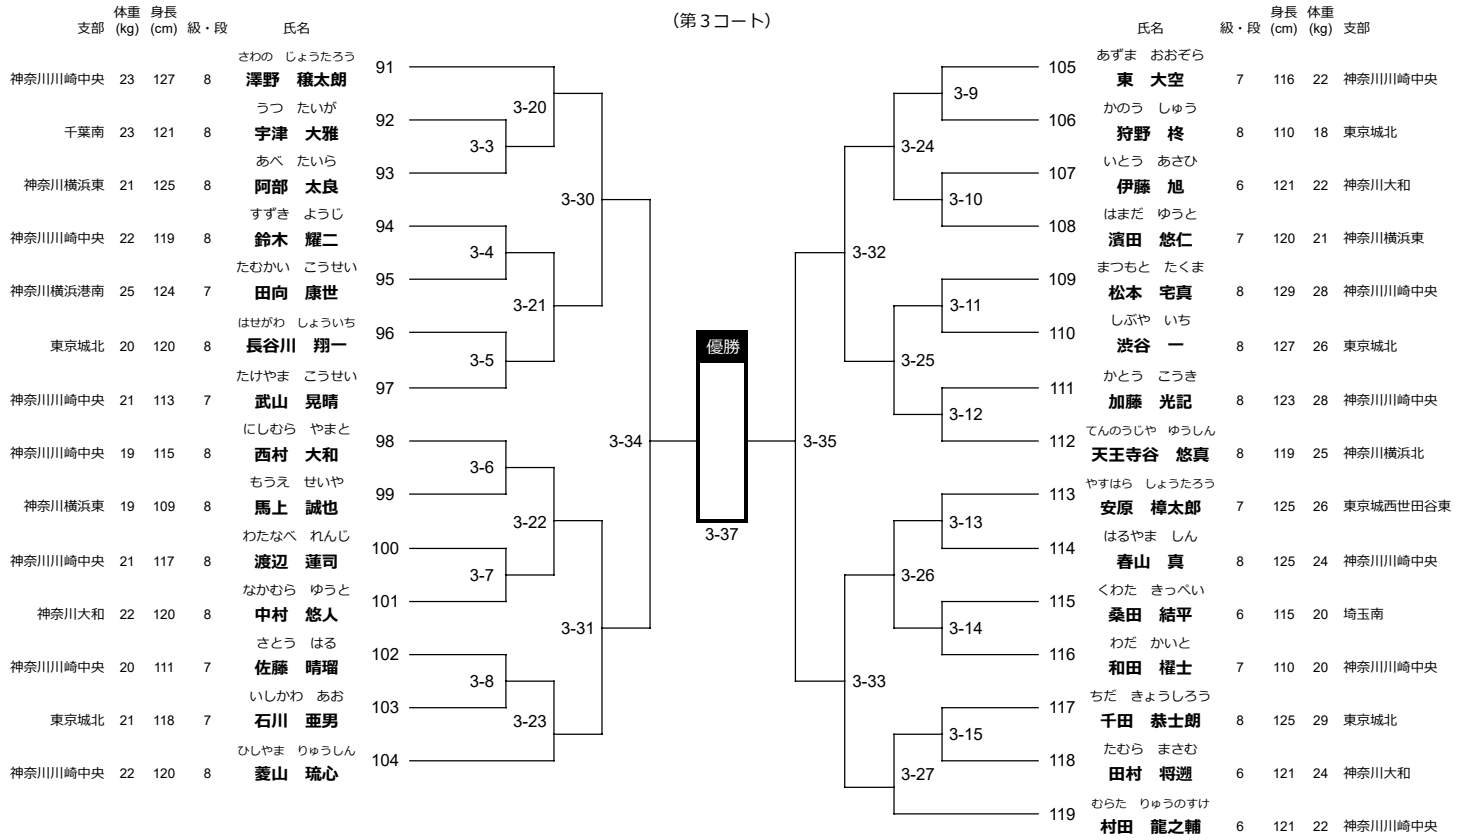 （第３コート）
支部 体重(kg) 身長(cm) 級・段 氏名
さわの　じょうたろう
神奈川川崎中央 23 127 8 澤野　穣太朗 91
うつ　たいが
千葉南 23 121 8 宇津　大雅 92
あべ　たいら
神奈川横浜東 21 125 8 阿部　太良 93
すずき　ようじ
神奈川川崎中央 22 119 8 鈴木　耀二 94
たむかい　こうせい
神奈川横浜港南 25 124 7 田向　康世 95
はせがわ　しょういち
東京城北 20 120 8 長谷川　翔一 96
たけやま　こうせい
神奈川川崎中央 21 113 7 武山　晃晴 97
にしむら　やまと
神奈川川崎中央 19 115 8 西村　大和 98
もうえ　せいや
神奈川横浜東 19 109 8 馬上　誠也 99
わたなべ　れんじ
神奈川川崎中央 21 117 8 渡辺　蓮司 100
なかむら　ゆうと
神奈川大和 22 120 8 中村　悠人 101
さとう　はる
神奈川川崎中央 20 111 7 佐藤　晴瑠 102
いしかわ　あお
東京城北 21 118 7 石川　亜男 103
ひしやま　りゅうしん
神奈川川崎中央 22 120 8 菱山　琉心 104
3-20
3-3
3-30
3-4
3-21
3-5
3-34
3-6
3-22
3-7
3-31
3-8
3-23
優勝
3-37
氏名 級・段 身長(cm) 体重(kg) 支部
あずま　おおぞら
105 東　大空 7 116 22 神奈川川崎中央
かのう　しゅう
106 狩野　柊 8 110 18 東京城北
いとう　あさひ
107 伊藤　旭 6 121 22 神奈川大和
はまだ　ゆうと
108 濱田　悠仁 7 120 21 神奈川横浜東
まつもと　たくま
109 松本　宅真 8 129 28 神奈川川崎中央
しぶや　いち
110 渋谷　一 8 127 26 東京城北
かとう　こうき
111 加藤　光記 8 123 28 神奈川川崎中央
てんのうじや　ゆうしん
112 天王寺谷　悠真 8 119 25 神奈川横浜北
やすはら　しょうたろう
113 安原　樟太郎 7 125 26 東京城西世田谷東
はるやま　しん
114 春山　真 8 125 24 神奈川川崎中央
くわた　きっぺい
115 桑田　結平 6 115 20 埼玉南
わだ　かいと
116 和田　櫂士 7 110 20 神奈川川崎中央
ちだ　きょうしろう
117 千田　恭士朗 8 125 29 東京城北
たむら　まさむ
118 田村　将遡 6 121 24 神奈川大和
むらた　りゅうのすけ
119 村田　龍之輔 6 121 22 神奈川川崎中央
3-9
3-24
3-10
3-32
3-11
3-25
3-12
3-35
3-13
3-26
3-14
3-33
3-15
3-27